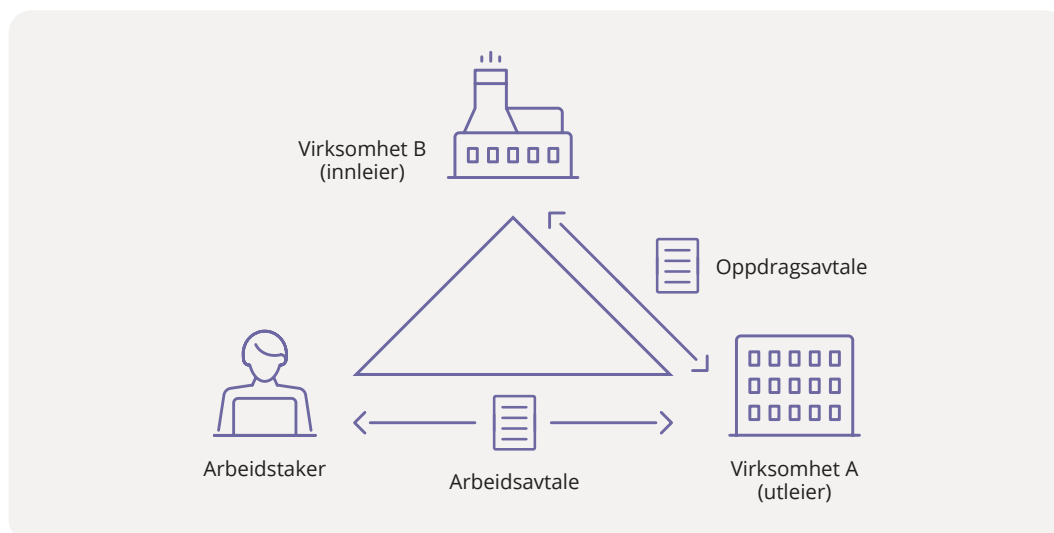 Virksomhet B
(innleier)
Oppdragsavtale
Arbeidstaker
Arbeidsavtale
Virksomhet A
(utleier)